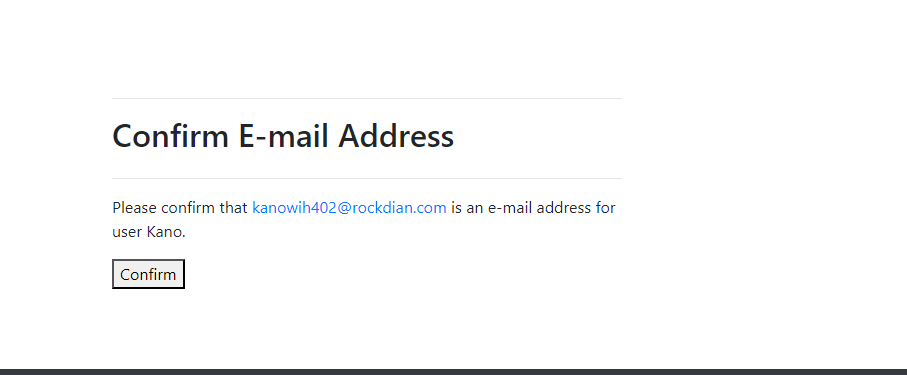 Confirm E-mail Address
Please confirm that kanowih402@rockdian.com is an e-mail address for
user Kano.
Confirm